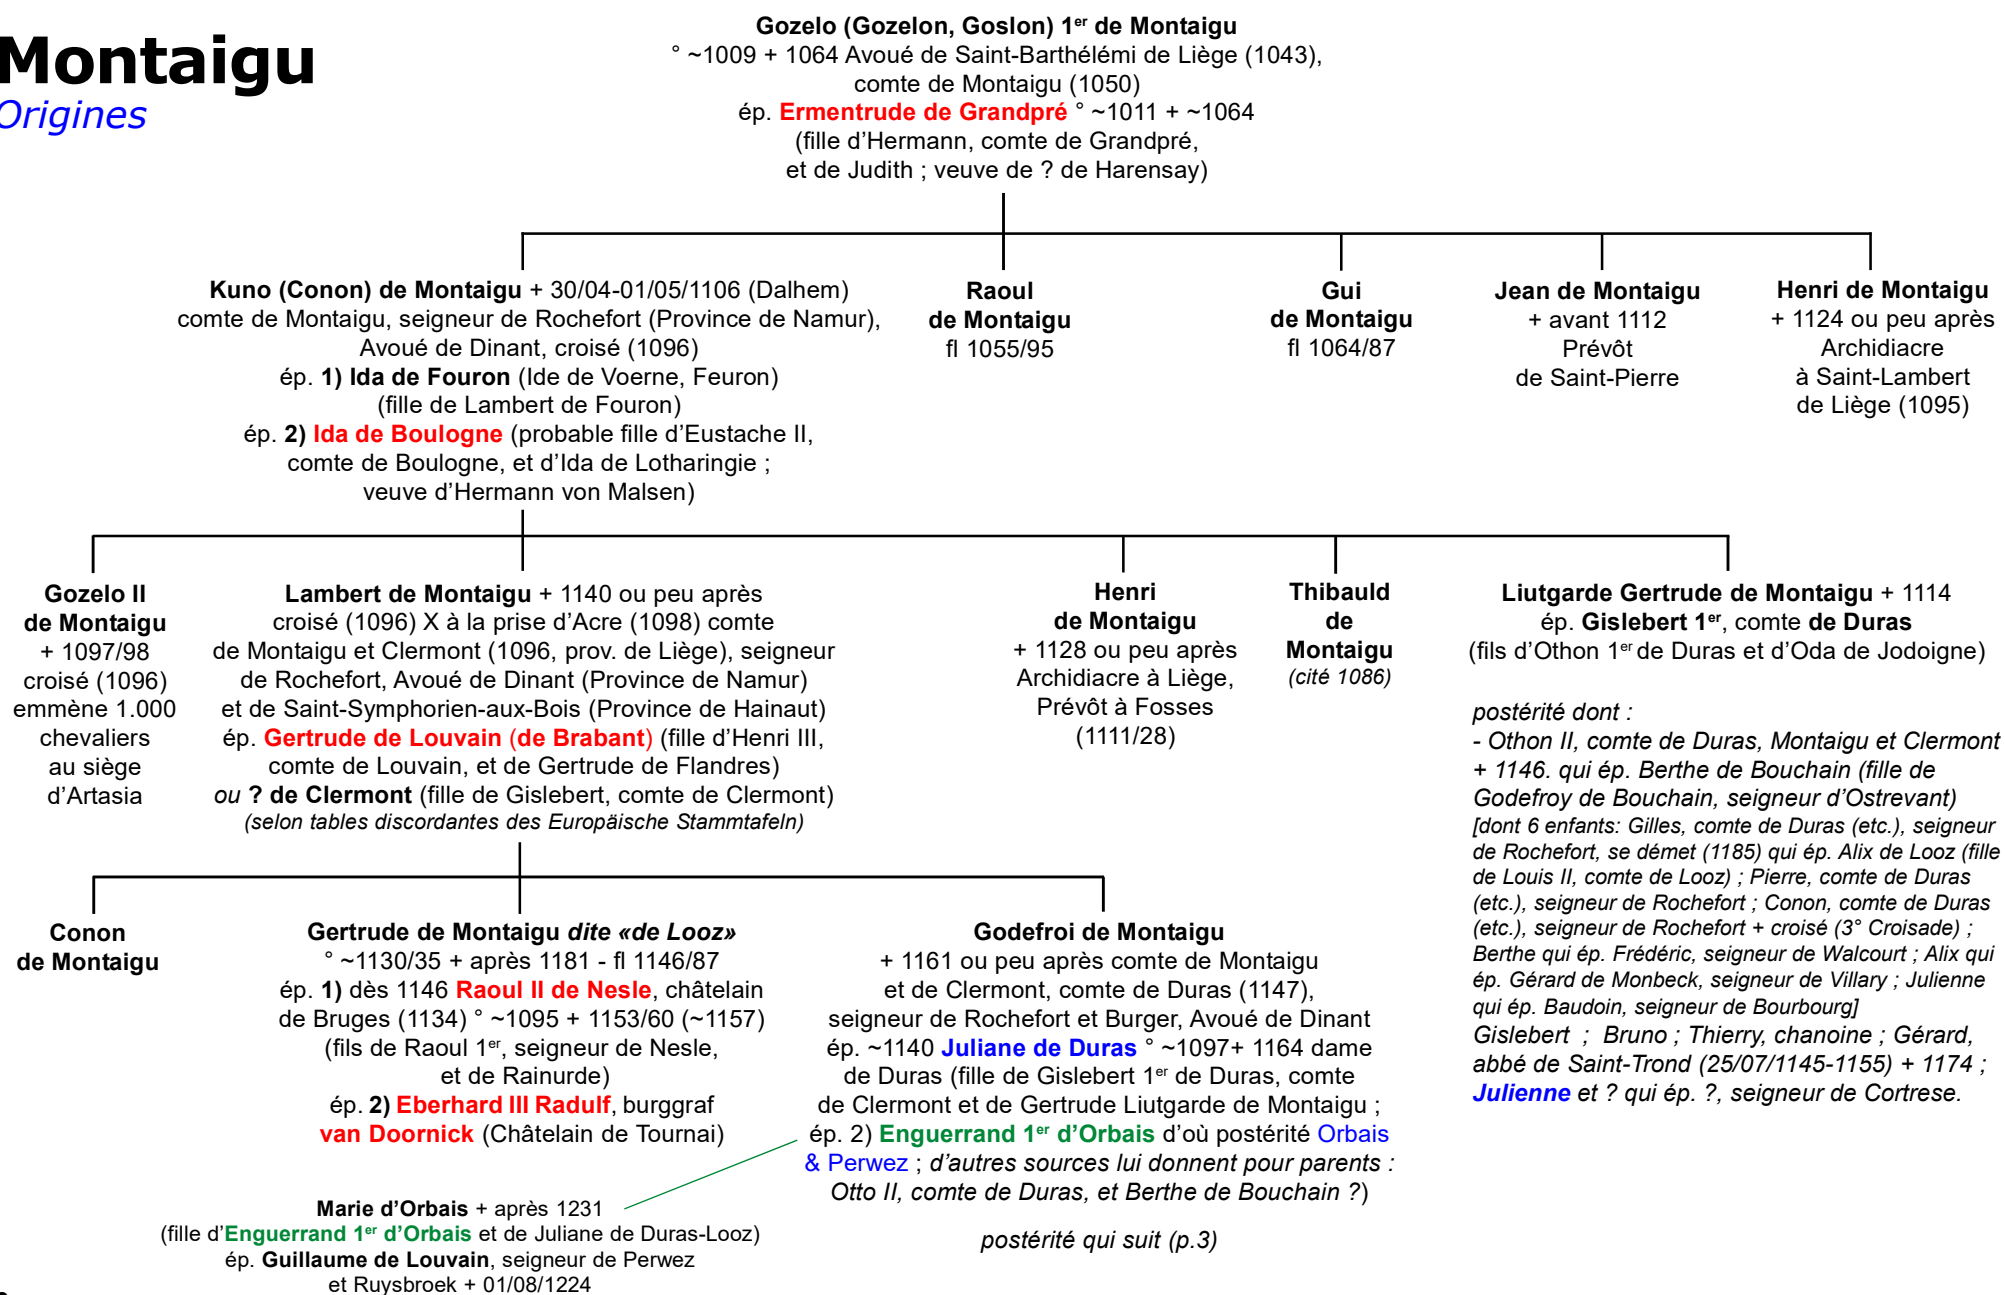 Montaigu
Origines
Gozelo (Gozelon, Goslon) 1er de Montaigu
° ~1009 + 1064 Avoué de Saint-Barthélémi de Liège (1043),
comte de Montaigu (1050)
ép. Ermentrude de Grandpré ° ~1011 + ~1064
(fille d’Hermann, comte de Grandpré,
et de Judith ; veuve de ? de Harensay)
Kuno (Conon) de Montaigu + 30/04-01/05/1106 (Dalhem)
comte de Montaigu, seigneur de Rochefort (Province de Namur),
Avoué de Dinant, croisé (1096)
ép. 1) Ida de Fouron (Ide de Voerne, Feuron)
(fille de Lambert de Fouron)
ép. 2) Ida de Boulogne (probable fille d’Eustache II,
comte de Boulogne, et d’Ida de Lotharingie ;
veuve d’Hermann von Malsen)
Raoul
de Montaigu
fl 1055/95
Gui
de Montaigu
fl 1064/87
Jean de Montaigu
+ avant 1112
Prévôt
de Saint-Pierre
Henri de Montaigu
+ 1124 ou peu après
Archidiacre
à Saint-Lambert
de Liège (1095)
Gozelo II
de Montaigu
+ 1097/98
croisé (1096)
emmène 1.000
chevaliers
au siège
d’Artasia
Lambert de Montaigu + 1140 ou peu après
croisé (1096) X à la prise d’Acre (1098) comte
de Montaigu et Clermont (1096, prov. de Liège), seigneur
de Rochefort, Avoué de Dinant (Province de Namur)
et de Saint-Symphorien-aux-Bois (Province de Hainaut)
ép. Gertrude de Louvain (de Brabant) (fille d’Henri III,
comte de Louvain, et de Gertrude de Flandres)
ou ? de Clermont (fille de Gislebert, comte de Clermont)
(selon tables discordantes des Europäische Stammtafeln)
Henri
de Montaigu
+ 1128 ou peu après
Archidiacre à Liège,
Prévôt à Fosses
(1111/28)
Thibauld
de
Montaigu
(cité 1086)
Liutgarde Gertrude de Montaigu + 1114
ép. Gislebert 1er, comte de Duras
(fils d’Othon 1er de Duras et d’Oda de Jodoigne)
postérité dont :
- Othon II, comte de Duras, Montaigu et Clermont
+ 1146. qui ép. Berthe de Bouchain (fille de
Godefroy de Bouchain, seigneur d’Ostrevant)
[dont 6 enfants: Gilles, comte de Duras (etc.), seigneur
de Rochefort, se démet (1185) qui ép. Alix de Looz (fille
de Louis II, comte de Looz) ; Pierre, comte de Duras
(etc.), seigneur de Rochefort ; Conon, comte de Duras
(etc.), seigneur de Rochefort + croisé (3° Croisade) ;
Berthe qui ép. Frédéric, seigneur de Walcourt ; Alix qui
ép. Gérard de Monbeck, seigneur de Villary ; Julienne
qui ép. Baudoin, seigneur de Bourbourg]
Gislebert ; Bruno ; Thierry, chanoine ; Gérard,
abbé de Saint-Trond (25/07/1145-1155) + 1174 ;
Julienne et ? qui ép. ?, seigneur de Cortrese.
Conon
de Montaigu
Gertrude de Montaigu dite «de Looz»
° ~1130/35 + après 1181 - fl 1146/87
ép. 1) dès 1146 Raoul II de Nesle, châtelain
de Bruges (1134) ° ~1095 + 1153/60 (~1157)
(fils de Raoul 1er, seigneur de Nesle,
et de Rainurde)
ép. 2) Eberhard III Radulf, burggraf
van Doornick (Châtelain de Tournai)
Godefroi de Montaigu
+ 1161 ou peu après comte de Montaigu
et de Clermont, comte de Duras (1147),
seigneur de Rochefort et Burger, Avoué de Dinant
ép. ~1140 Juliane de Duras ° ~1097+ 1164 dame
de Duras (fille de Gislebert 1er de Duras, comte
de Clermont et de Gertrude Liutgarde de Montaigu ;
ép. 2) Enguerrand 1er d’Orbais d’où postérité Orbais
& Perwez ; d’autres sources lui donnent pour parents :
Otto II, comte de Duras, et Berthe de Bouchain ?)
postérité qui suit (p.3)
Marie d’Orbais + après 1231
(fille d’Enguerrand 1er d’Orbais et de Juliane de Duras-Looz)
ép. Guillaume de Louvain, seigneur de Perwez
et Ruysbroek + 01/08/1224